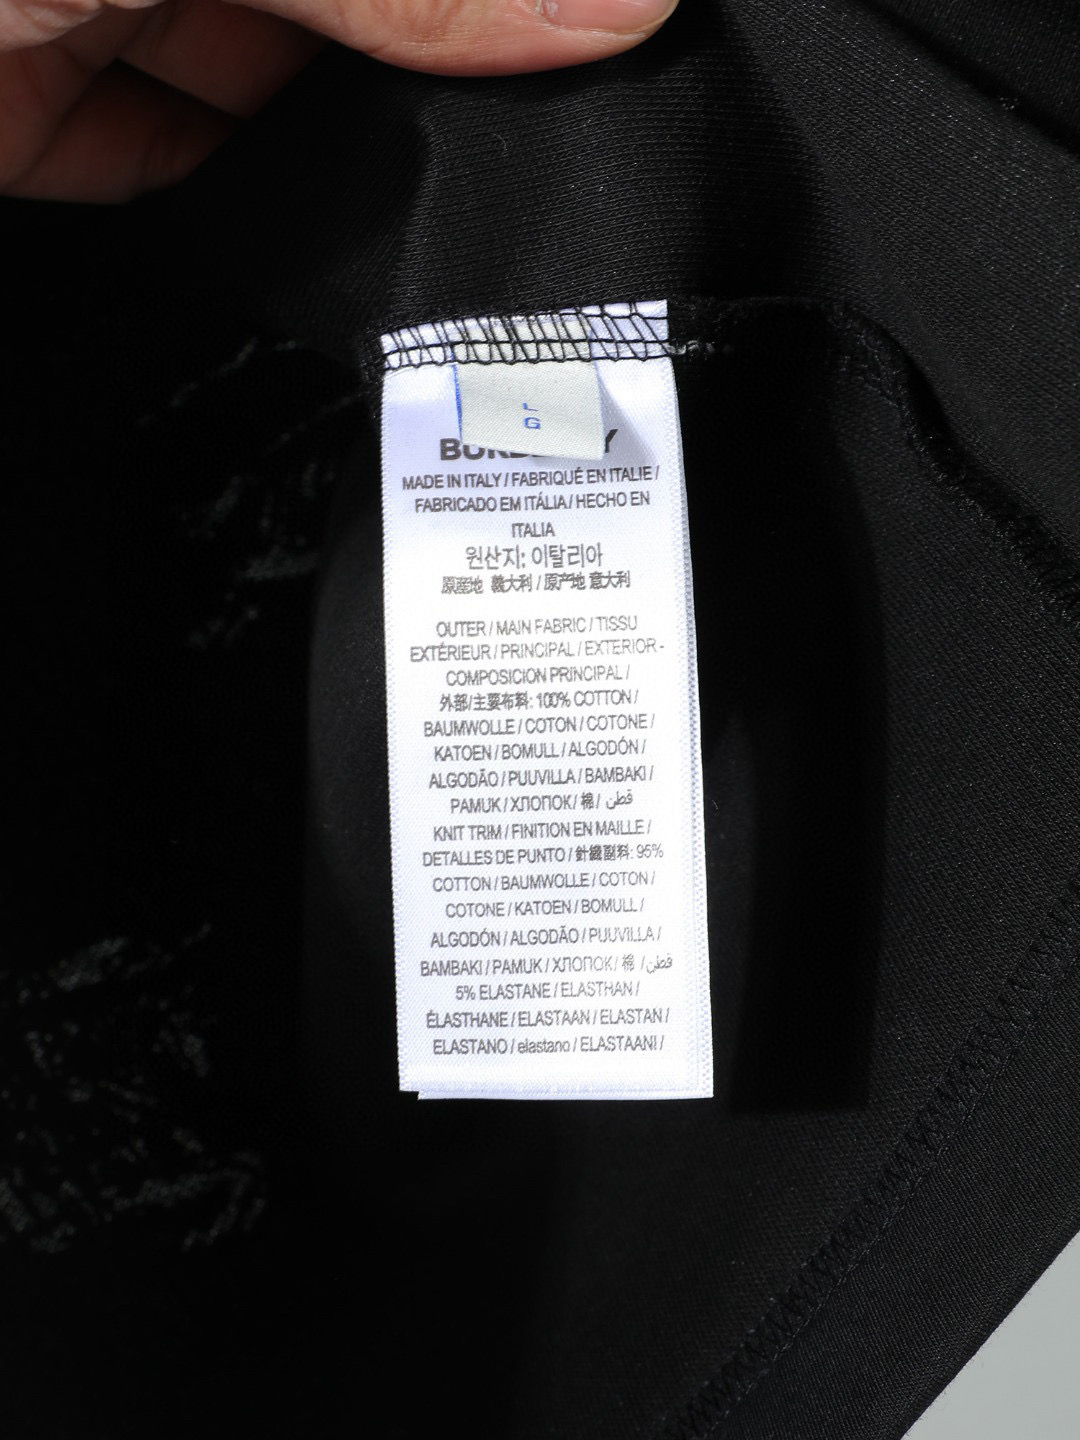 L
G
MADE IN ITALY / FABRIQUÉ EN ITALIE /
FABRICADO EM ITÁLIA / HECHO EN
ITALIA
원산지: 이탈리아
原産地 義大利 / 原产地 意大利
OUTER / MAIN FABRIC / TISSU
EXTÉRIEUR / PRINCIPAL / EXTERIOR -
COMPOSICION PRINCIPAL /
外部/主要布料: 100% COTTON /
BAUMWOLLE / COTON / COTONE /
KATOEN / BOMULL / ALGODÓN /
ALGODÃO / PUUVILLA / BAMBAKI /
PAMUK / ХЛОПОК / 棉 / قطن
KNIT TRIM / FINITION EN MAILLE /
DETALLES DE PUNTO / 針織副料: 95%
COTTON / BAUMWOLLE / COTON /
COTONE / KATOEN / BOMULL /
ALGODÓN / ALGODÃO / PUUVILLA /
BAMBAKI / PAMUK / ХЛОПОК / 棉 / قطن
5% ELASTANE / ELASTHAN /
ÉLASTHANE / ELASTAAN / ELASTAN /
ELASTANO / elastano / ELASTAANI /